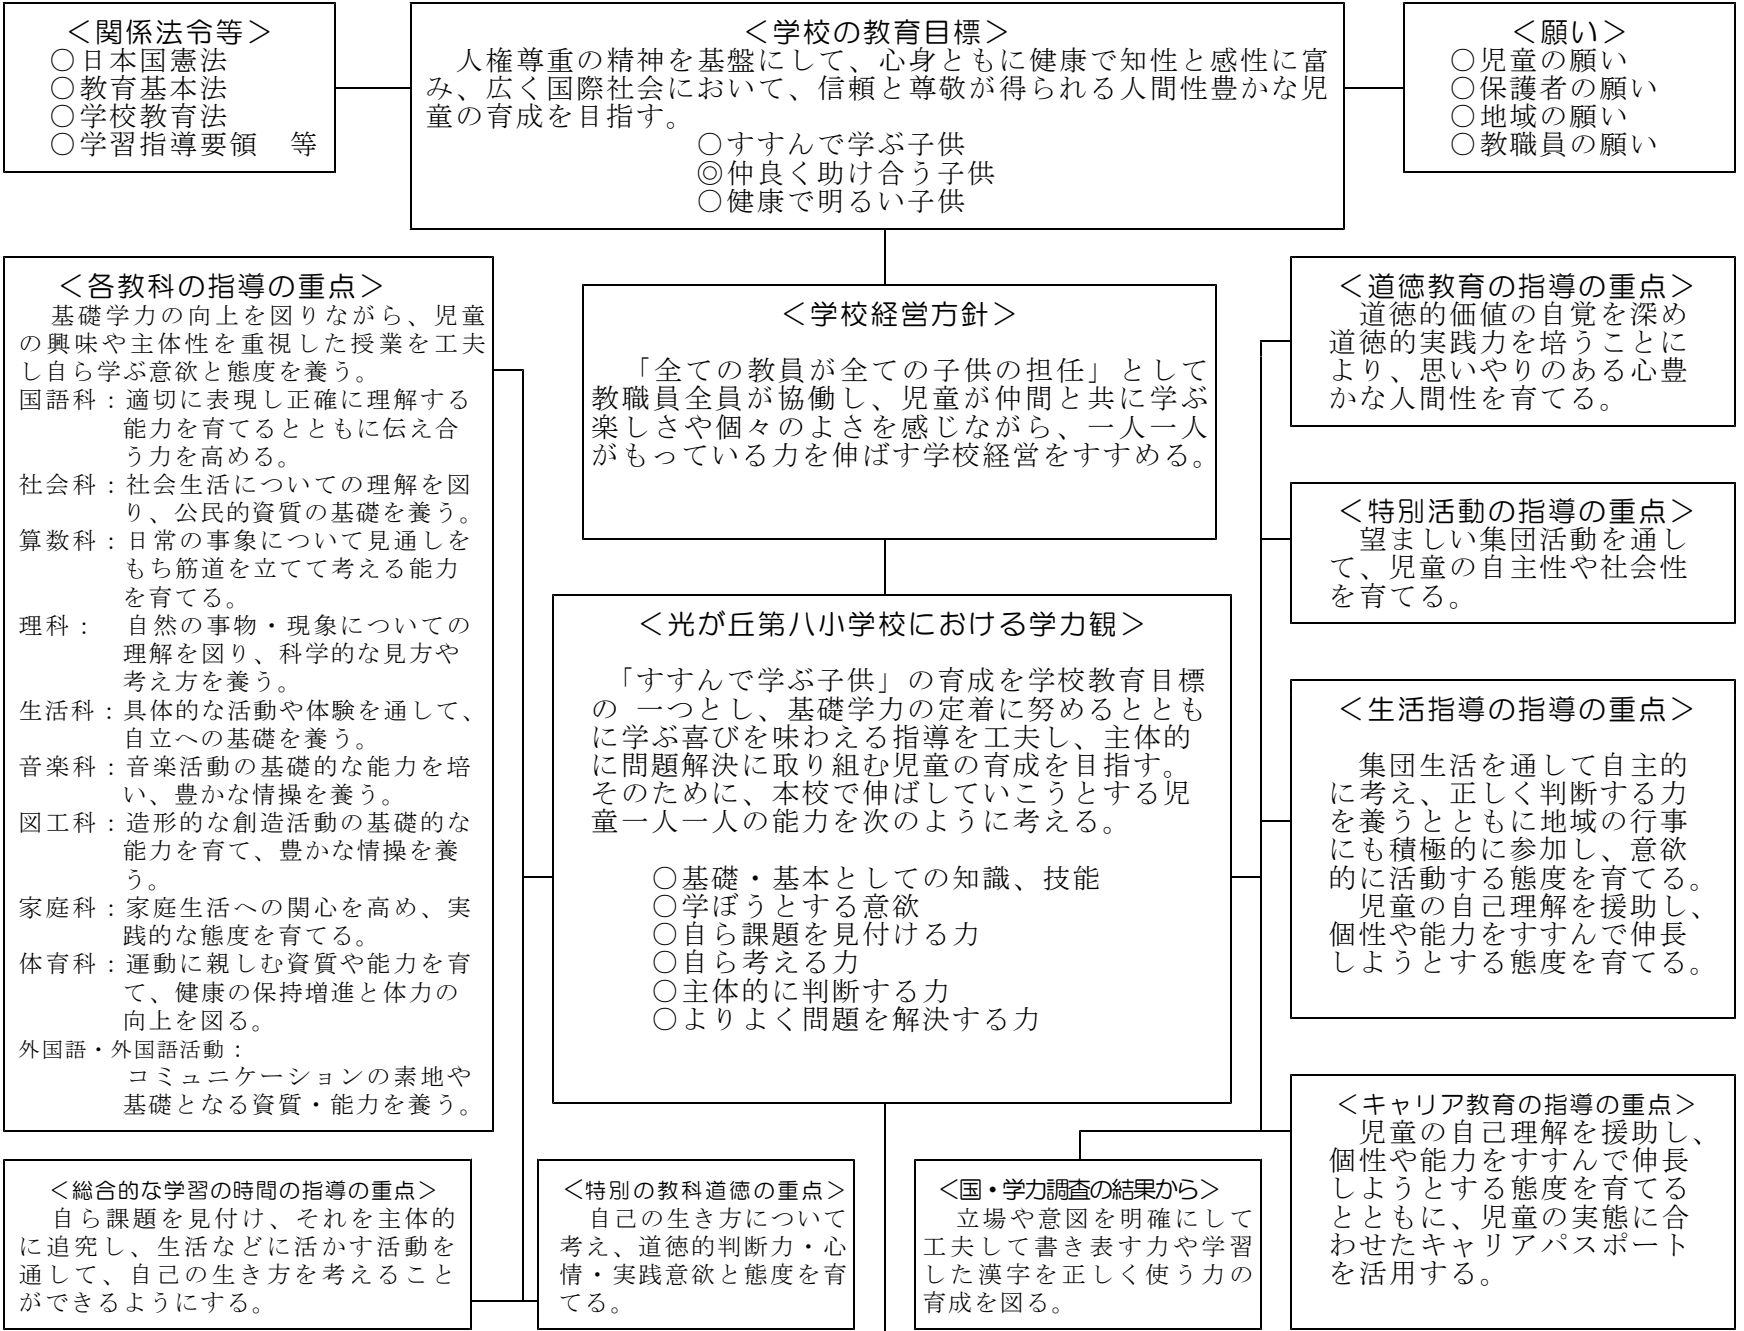 ＜関係法令等＞
○日本国憲法
○教育基本法
○学校教育法
○学習指導要領　等
＜学校の教育目標＞
人権尊重の精神を基盤にして、心身ともに健康で知性と感性に富
み、広く国際社会において、信頼と尊敬が得られる人間性豊かな児
童の育成を目指す。
○すすんで学ぶ子供
◎仲良く助け合う子供
○健康で明るい子供
＜願い＞
○児童の願い
○保護者の願い
○地域の願い
○教職員の願い
＜各教科の指導の重点＞
基礎学力の向上を図りながら、児童
の興味や主体性を重視した授業を工夫
し自ら学ぶ意欲と態度を養う。
国語科：適切に表現し正確に理解する
能力を育てるとともに伝え合
う力を高める。
社会科：社会生活についての理解を図
り、公民的資質の基礎を養う。
算数科：日常の事象について見通しを
もち筋道を立てて考える能力
を育てる。
理科：　自然の事物・現象についての
理解を図り、科学的な見方や
考え方を養う。
生活科：具体的な活動や体験を通して、
自立への基礎を養う。
音楽科：音楽活動の基礎的な能力を培
い、豊かな情操を養う。
図工科：造形的な創造活動の基礎的な
能力を育て、豊かな情操を養
う。
家庭科：家庭生活への関心を高め、実
践的な態度を育てる。
体育科：運動に親しむ資質や能力を育
て、健康の保持増進と体力の
向上を図る。
外国語・外国語活動：
コミュニケーションの素地や
基礎となる資質・能力を養う。
＜学校経営方針＞
「全ての教員が全ての子供の担任」として
教職員全員が協働し、児童が仲間と共に学ぶ
楽しさや個々のよさを感じながら、一人一人
がもっている力を伸ばす学校経営をすすめる。
＜光が丘第八小学校における学力観＞
「すすんで学ぶ子供」の育成を学校教育目標
の 一つとし、基礎学力の定着に努めるととも
に学ぶ喜びを味わえる指導を工夫し、主体的
に問題解決に取り組む児童の育成を目指す。
そのために、本校で伸ばしていこうとする児
童一人一人の能力を次のように考える。
○基礎・基本としての知識、技能
○学ぼうとする意欲
○自ら課題を見付ける力
○自ら考える力
○主体的に判断する力
○よりよく問題を解決する力
＜道徳教育の指導の重点＞
道徳的価値の自覚を深め
道徳的実践力を培うことに
より、思いやりのある心豊
かな人間性を育てる。
＜特別活動の指導の重点＞
望ましい集団活動を通し
て、児童の自主性や社会性
を育てる。
＜生活指導の指導の重点＞
集団生活を通して自主的
に考え、正しく判断する力
を養うとともに地域の行事
にも積極的に参加し、意欲
的に活動する態度を育てる。
児童の自己理解を援助し、
個性や能力をすすんで伸長
しようとする態度を育てる。
＜キャリア教育の指導の重点＞
児童の自己理解を援助し、
個性や能力をすすんで伸長
しようとする態度を育てる
とともに、児童の実態に合
わせたキャリアパスポート
を活用する。
＜総合的な学習の時間の指導の重点＞
自ら課題を見付け、それを主体的
に追究し、生活などに活かす活動を
通して、自己の生き方を考えること
ができるようにする。
＜特別の教科道徳の重点＞
自己の生き方について
考え、道徳的判断力・心
情・実践意欲と態度を育
てる。
＜国・学力調査の結果から＞
立場や意図を明確にして
工夫して書き表す力や学習
した漢字を正しく使う力の
育成を図る。